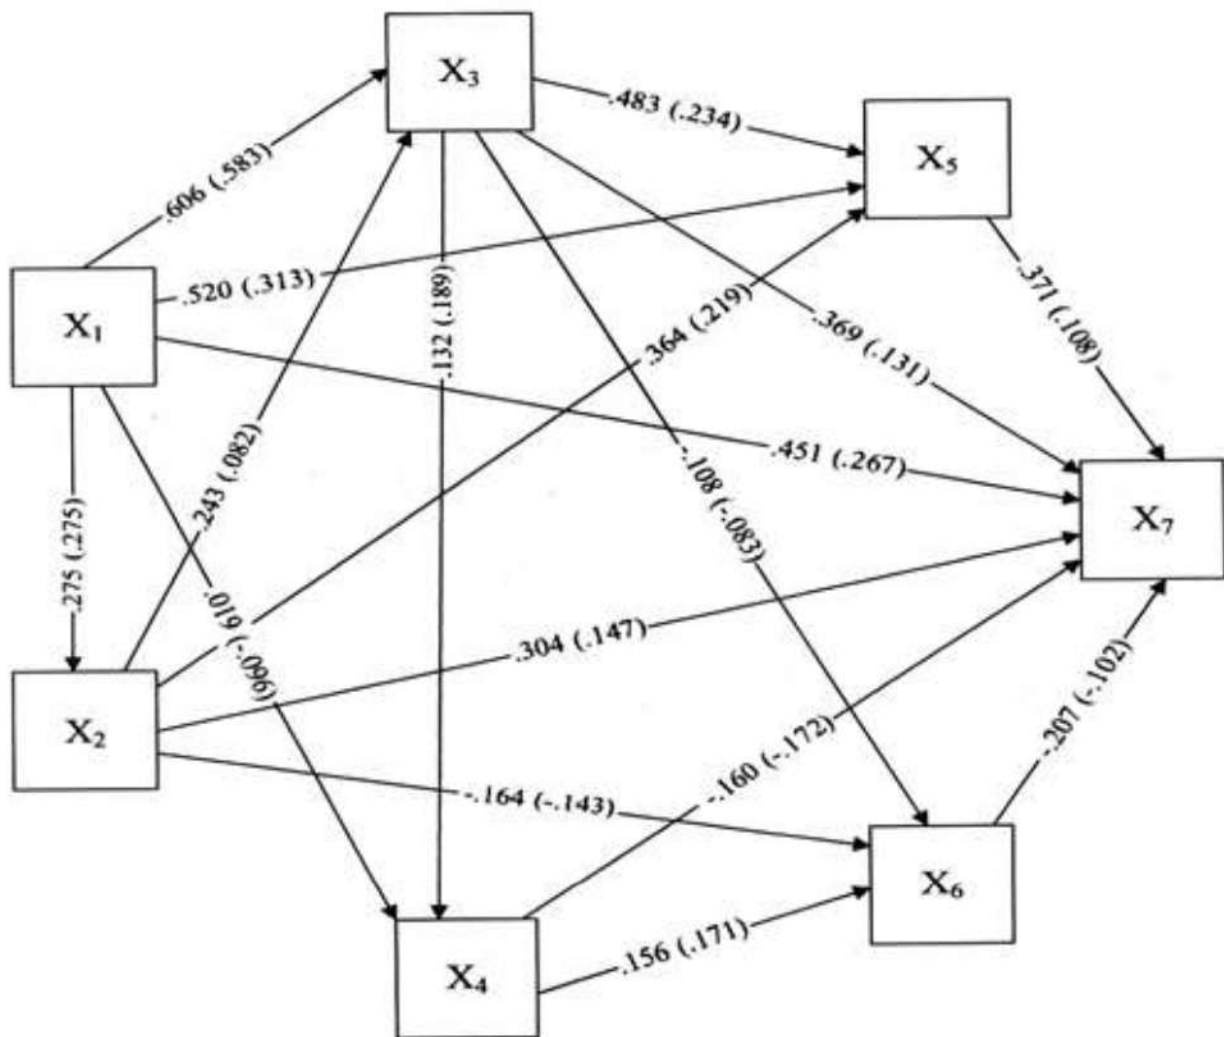 X₃
.483 (.234)
X₅
.606 (.583)
.520 (.313)
X₁
.132 (.189)
.364 (.219)
.369 (.131)
.371 (.108)
.451 (.267)
-.108 (-.083)
.243 (.082)
.275 (.275)
X₇
.019 (-.096)
.304 (.147)
X₂
-.164 (-.143)
-.160 (-.172)
-.207 (-.102)
X₆
.156 (.171)
X₄